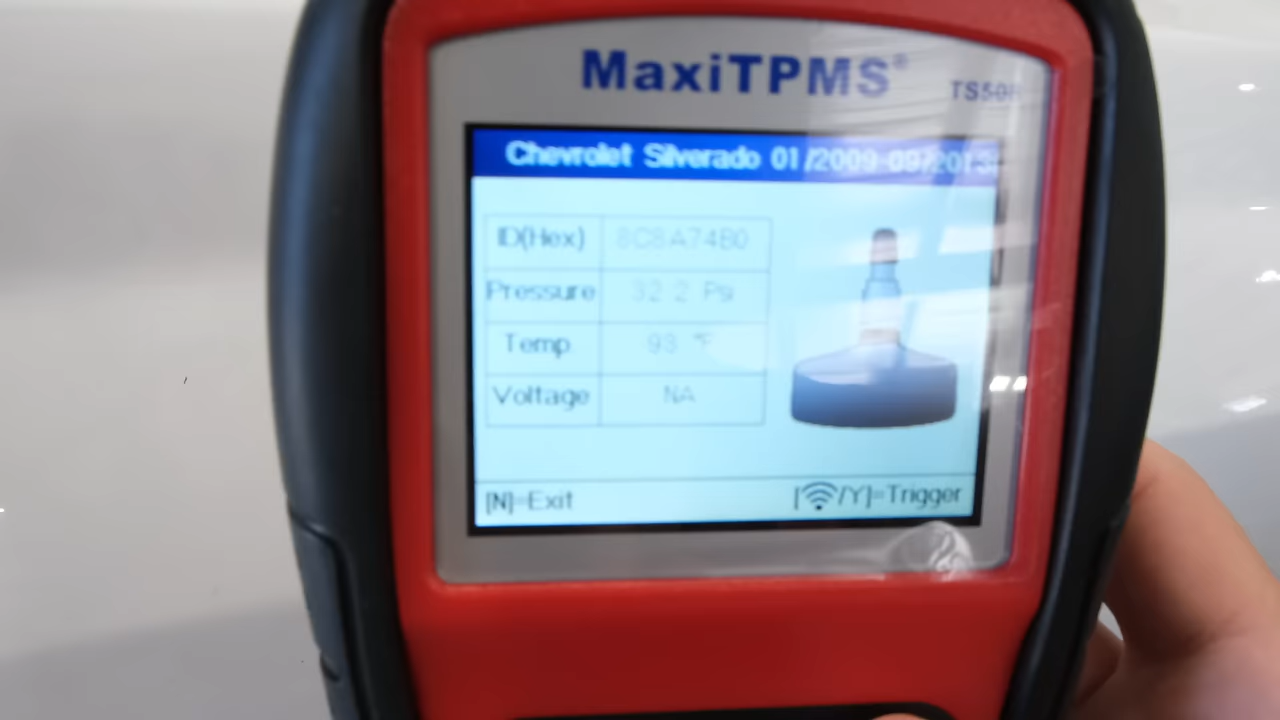 MaxiTPMS®
TS508
Chevrolet Silverado 01/2009-09/2013
ID(Hex) 8C8A74B0
Pressure 32.2 Psi
Temp 93 °F
Voltage NA
[N]=Exit
[/Y]=Trigger